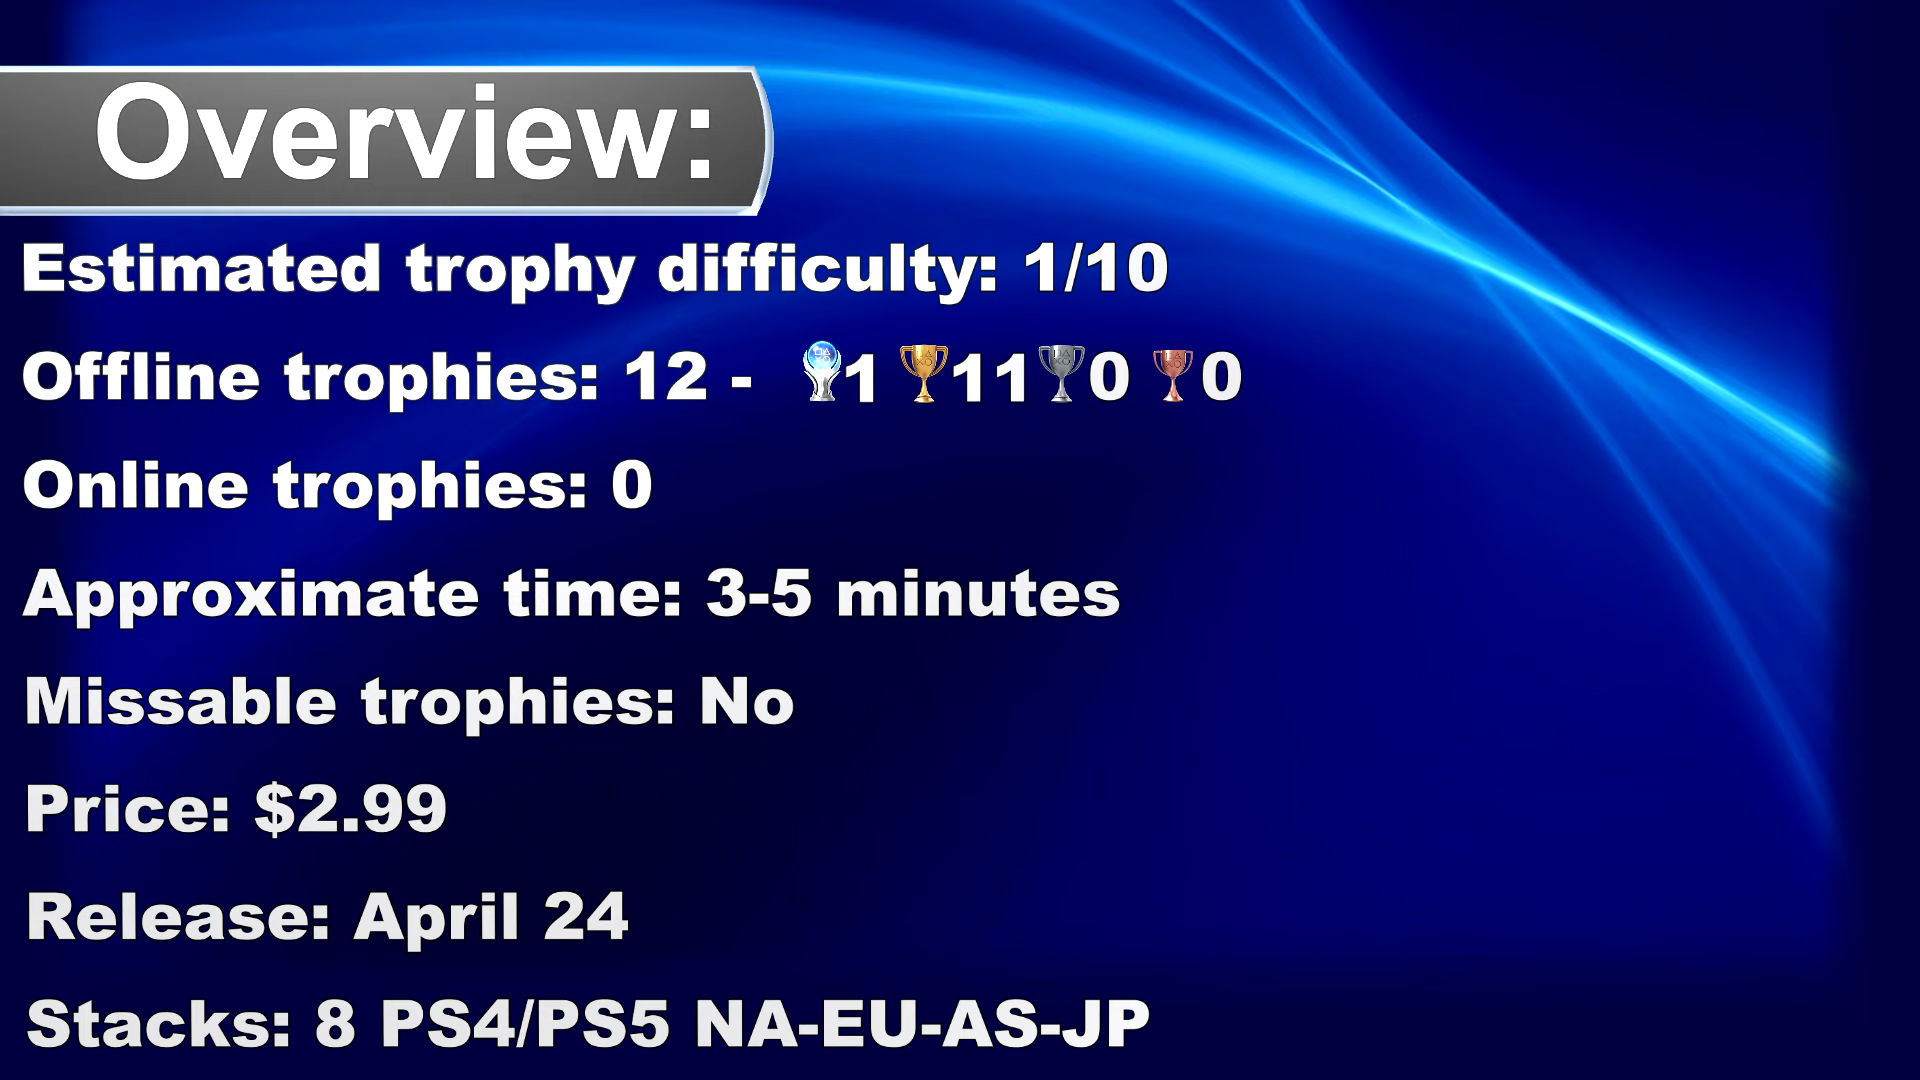 Overview:
Estimated trophy difficulty: 1/10
Offline trophies: 12 - 1 11 0 0
Online trophies: 0
Approximate time: 3-5 minutes
Missable trophies: No
Price: $2.99
Release: April 24
Stacks: 8 PS4/PS5 NA-EU-AS-JP